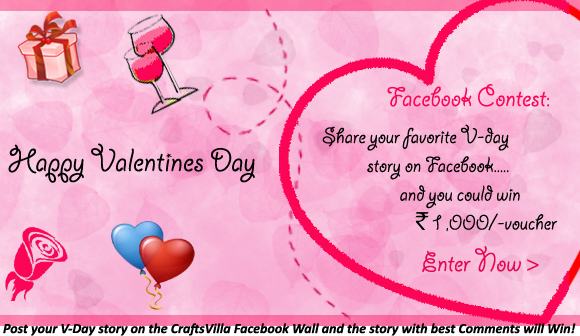 Happy Valentines Day
Facebook Contest:
Share your favorite V-day
story on Facebook.....
and you could win
₹ 1,000/-voucher
Enter Now >
Post your V-Day story on the CraftsVilla Facebook Wall and the story with best Comments will Win!